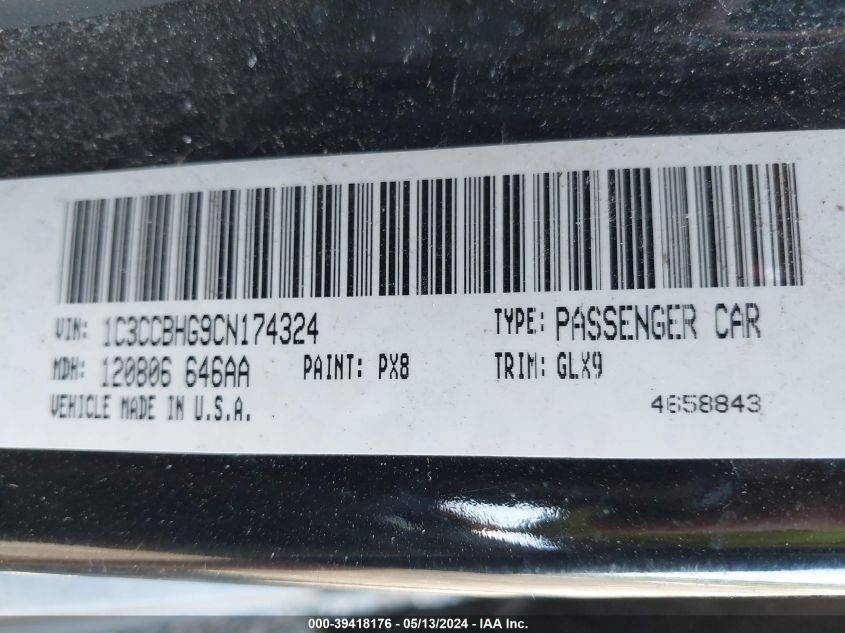 VIN: 1C3CCBHG9CN174324 TYPE: PASSENGER CAR
MDH: 120806 646AA PAINT: PX8 TRIM: GLX9
VEHICLE MADE IN U.S.A. 4658843
000-39418176 - 05/13/2024 - IAA Inc.